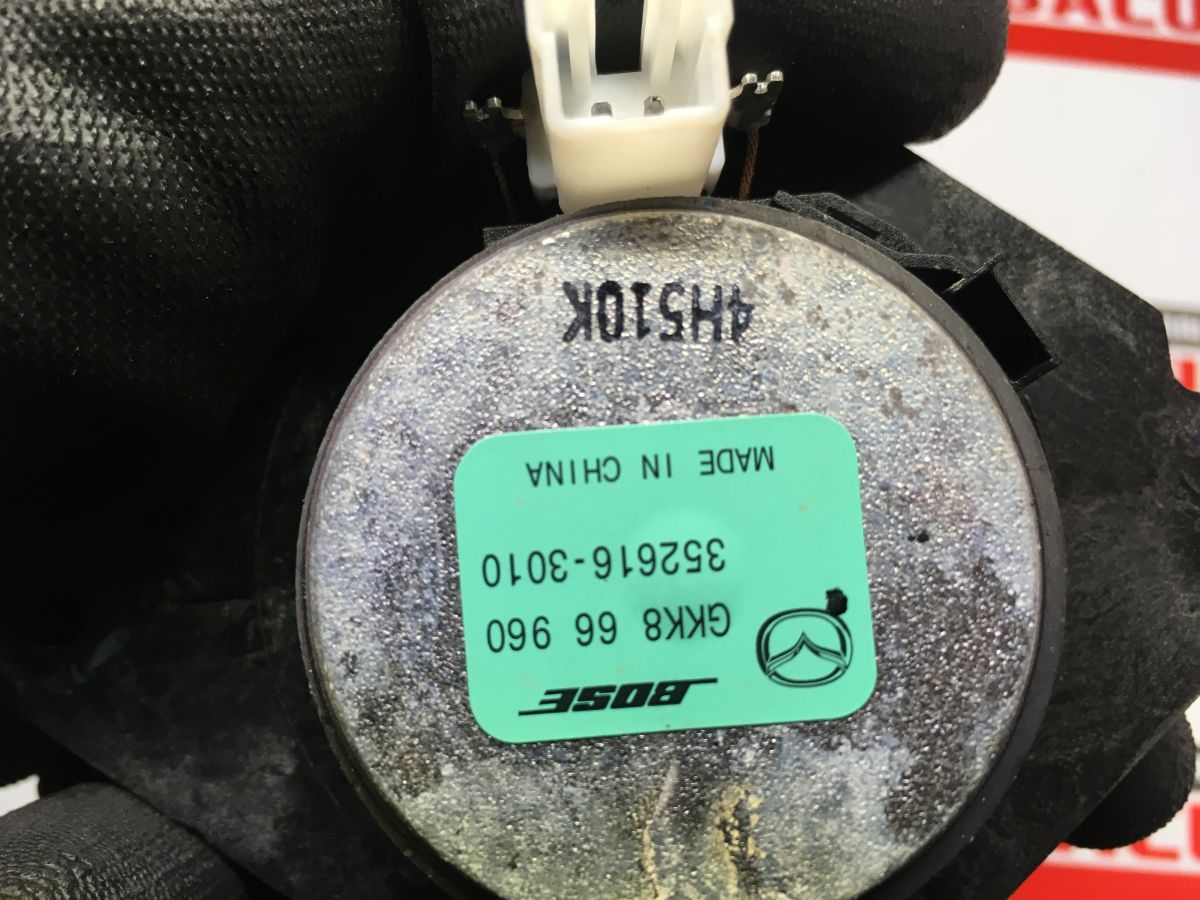 BOSE
GKK8 66 960
352616-3010
MADE IN CHINA
4H510K